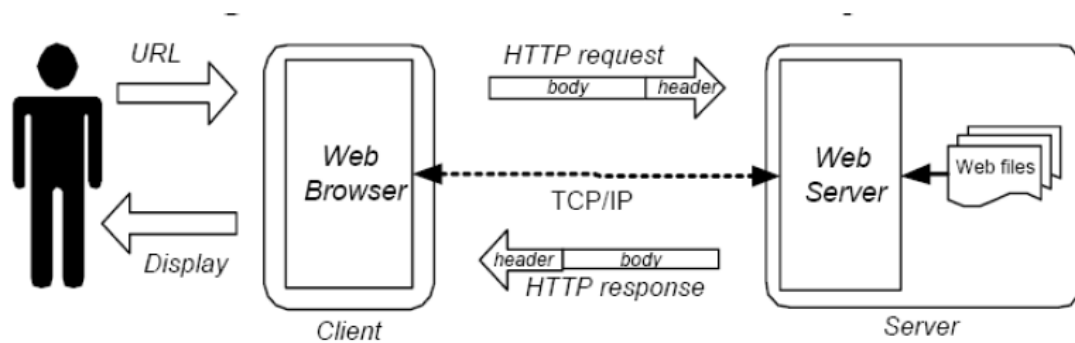 URL
HTTP request
body
header
Web
Browser
Web
Server
Web files
TCP/IP
Display
header
body
HTTP response
Client
Server